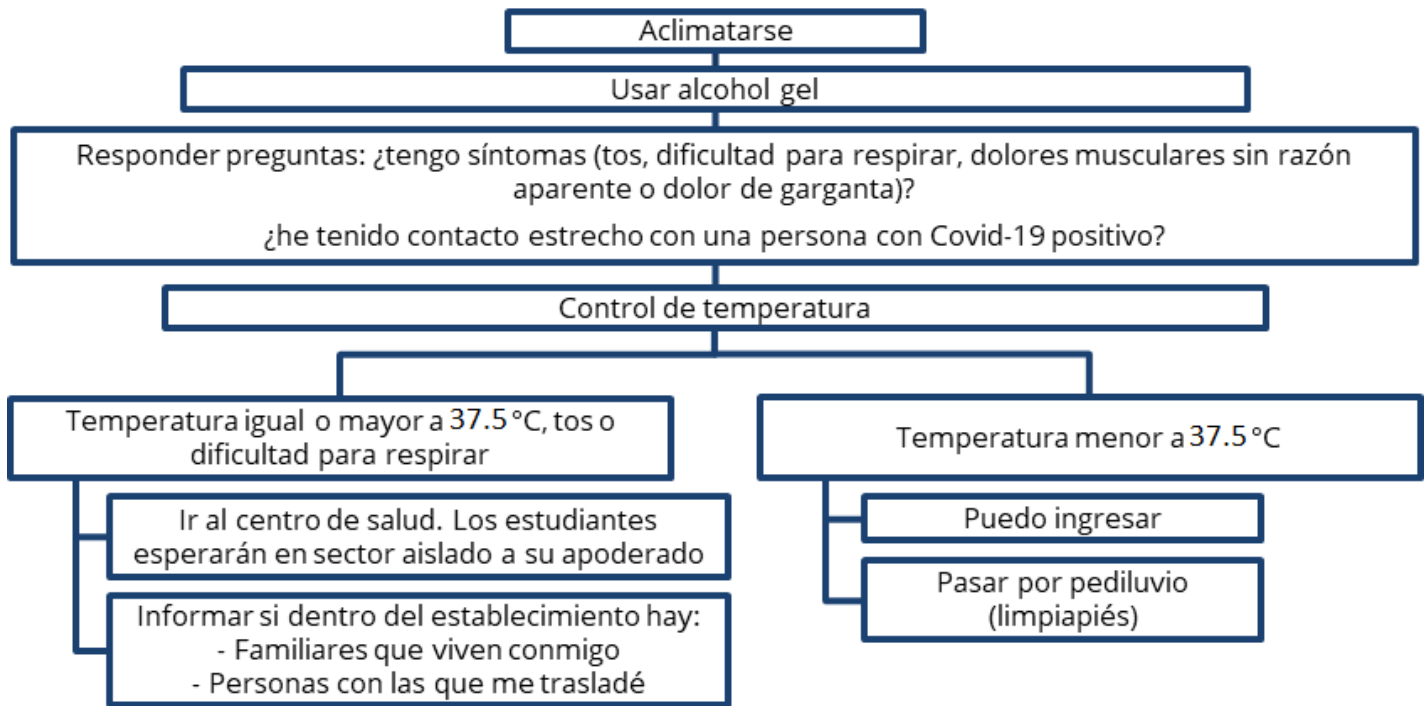 Aclimatarse
Usar alcohol gel
Responder preguntas: ¿tengo síntomas (tos, dificultad para respirar, dolores musculares sin razón
aparente o dolor de garganta)?
¿he tenido contacto estrecho con una persona con Covid-19 positivo?
Control de temperatura
Temperatura igual o mayor a 37.5 °C, tos o
dificultad para respirar
Ir al centro de salud. Los estudiantes
esperarán en sector aislado a su apoderado
Informar si dentro del establecimiento hay:
- Familiares que viven conmigo
- Personas con las que me trasladé
Temperatura menor a 37.5 °C
Puedo ingresar
Pasar por pediluvio
(limpiapiés)